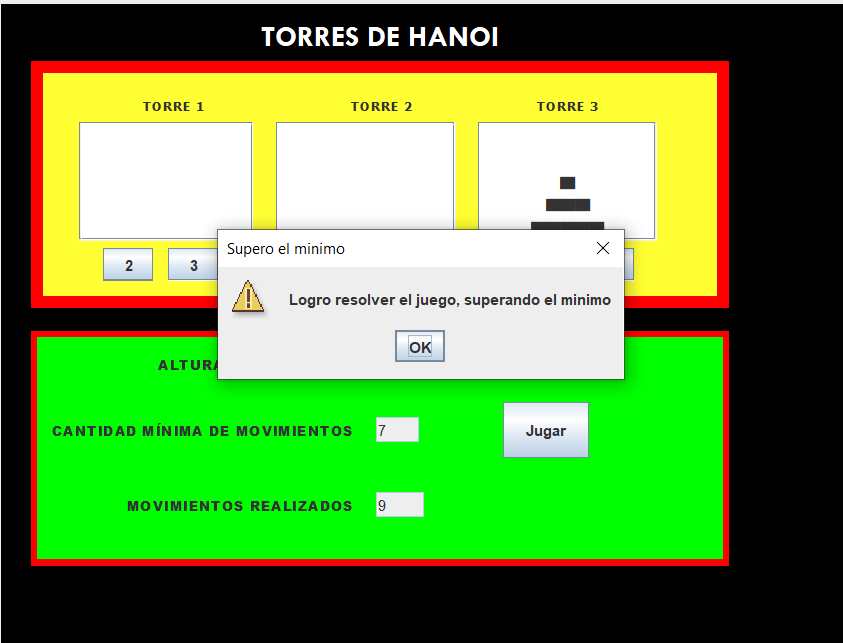 TORRES DE HANOI
TORRE 1 TORRE 2 TORRE 3
2 3
Supero el minimo
Logro resolver el juego, superando el minimo
OK
CANTIDAD MÍNIMA DE MOVIMIENTOS 7 Jugar
MOVIMIENTOS REALIZADOS 9